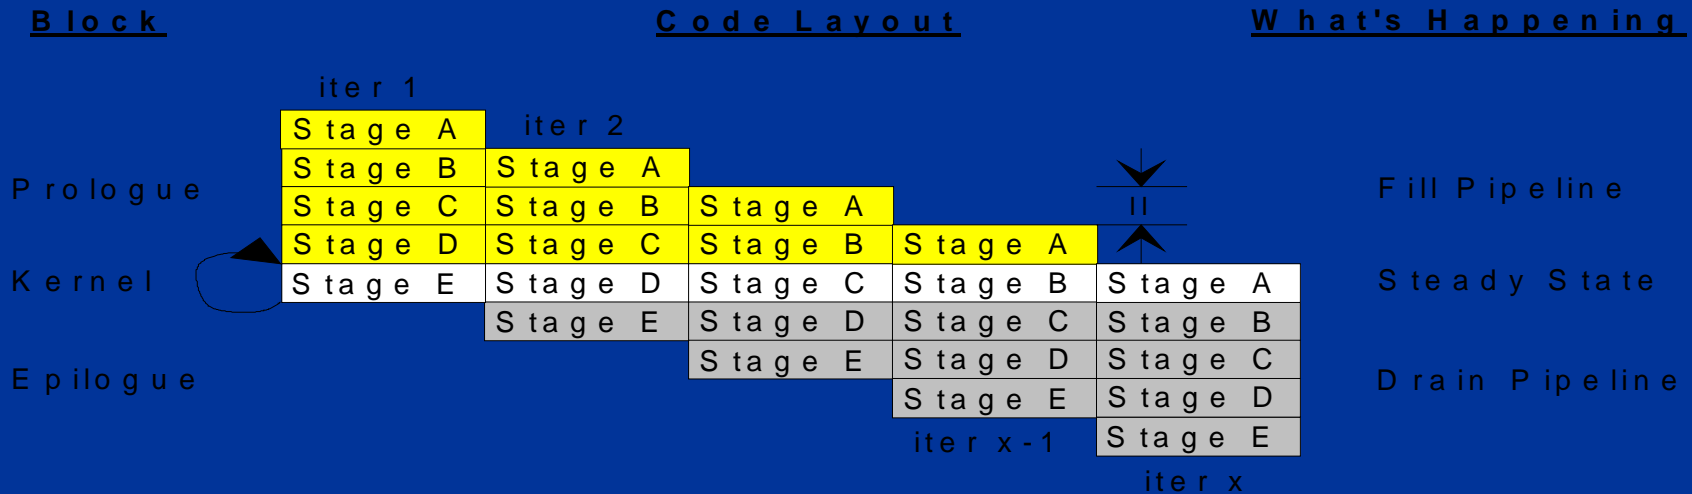 Block Code Layout What's Happening
iter 1
Stage A iter 2
Stage B Stage A
Prologue Stage C Stage B Stage A II Fill Pipeline
Stage D Stage C Stage B Stage A
Kernel Stage E Stage D Stage C Stage B Stage A Steady State
Stage E Stage D Stage C Stage B
Stage E Stage D Stage C
Epilogue Stage E Stage D Drain Pipeline
iter x-1 Stage E
iter x